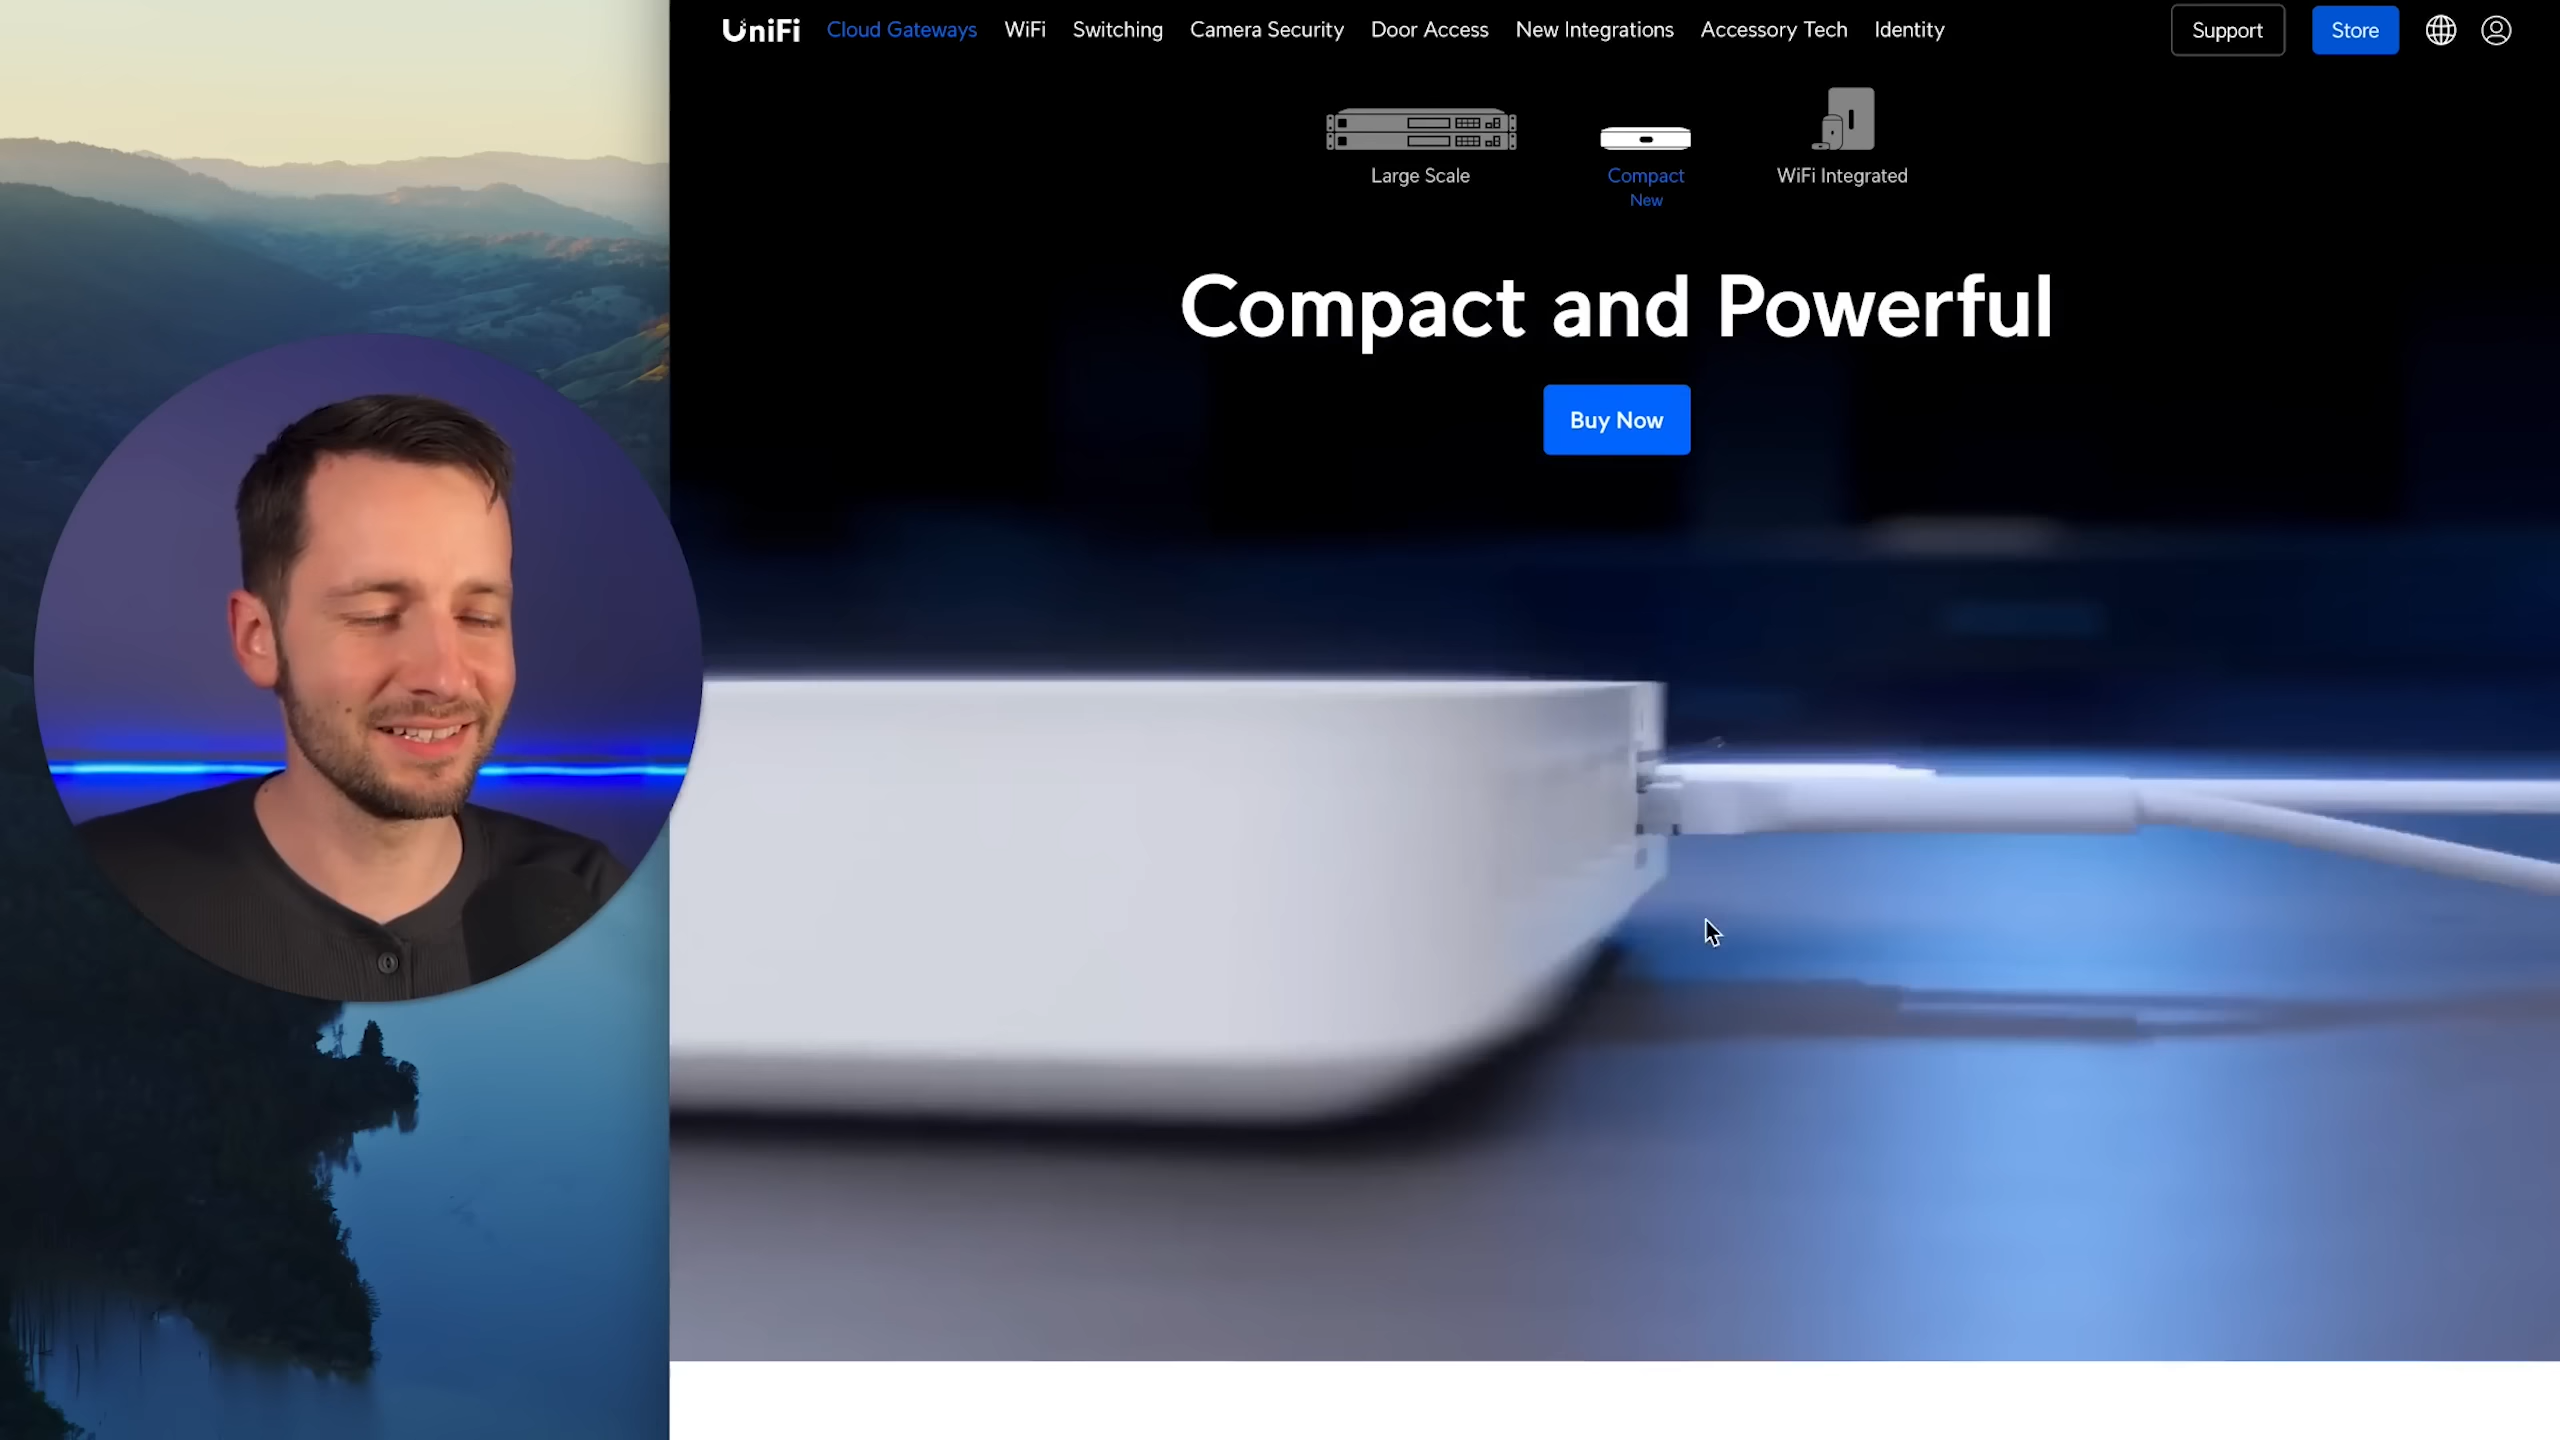 UniFi Cloud Gateways WiFi Switching Camera Security Door Access New Integrations Accessory Tech Identity Support Store
Large Scale
Compact
New
WiFi Integrated
Compact and Powerful
Buy Now